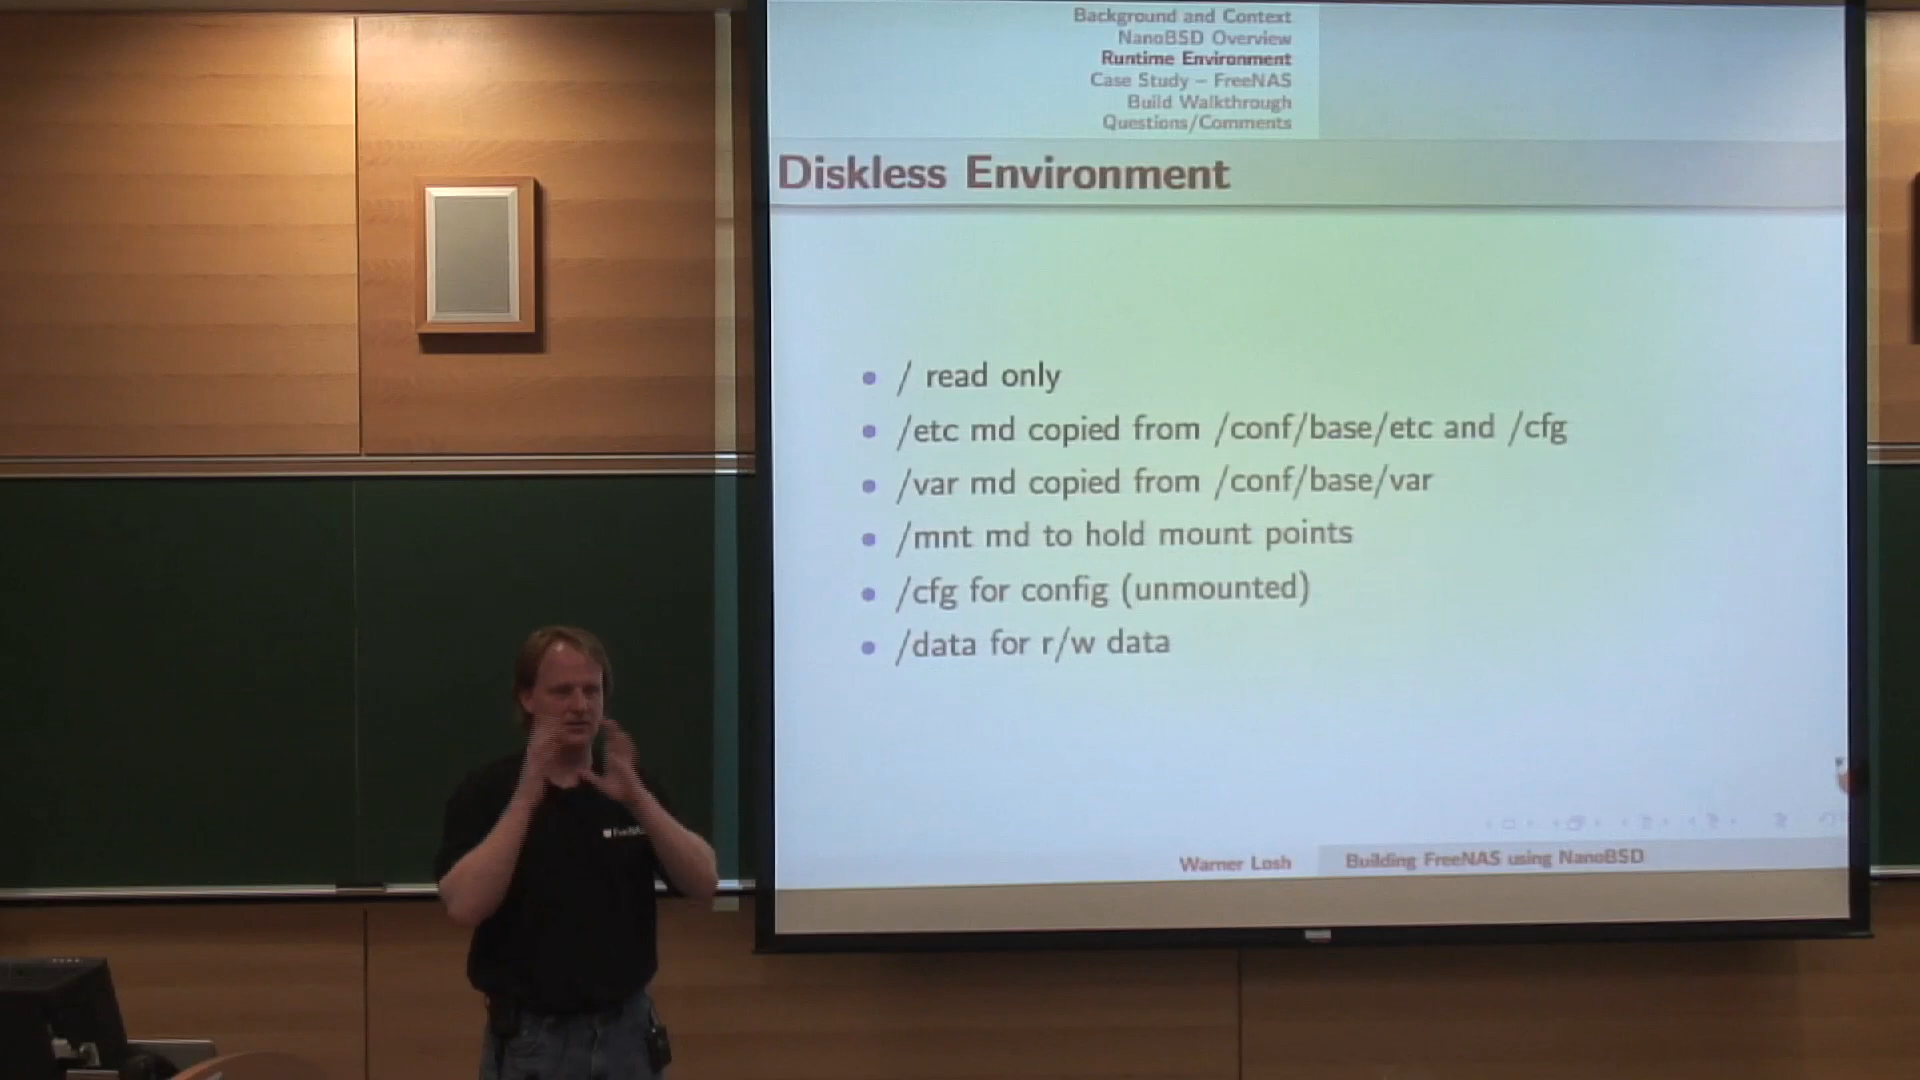 Background and Context
NanoBSD Overview
Runtime Environment
Case Study – FreeNAS
Build Walkthrough
Questions/Comments
Diskless Environment
/ read only
/etc md copied from /conf/base/etc and /cfg
/var md copied from /conf/base/var
/mnt md to hold mount points
/cfg for config (unmounted)
/data for r/w data
Warner Losh
Building FreeNAS using NanoBSD